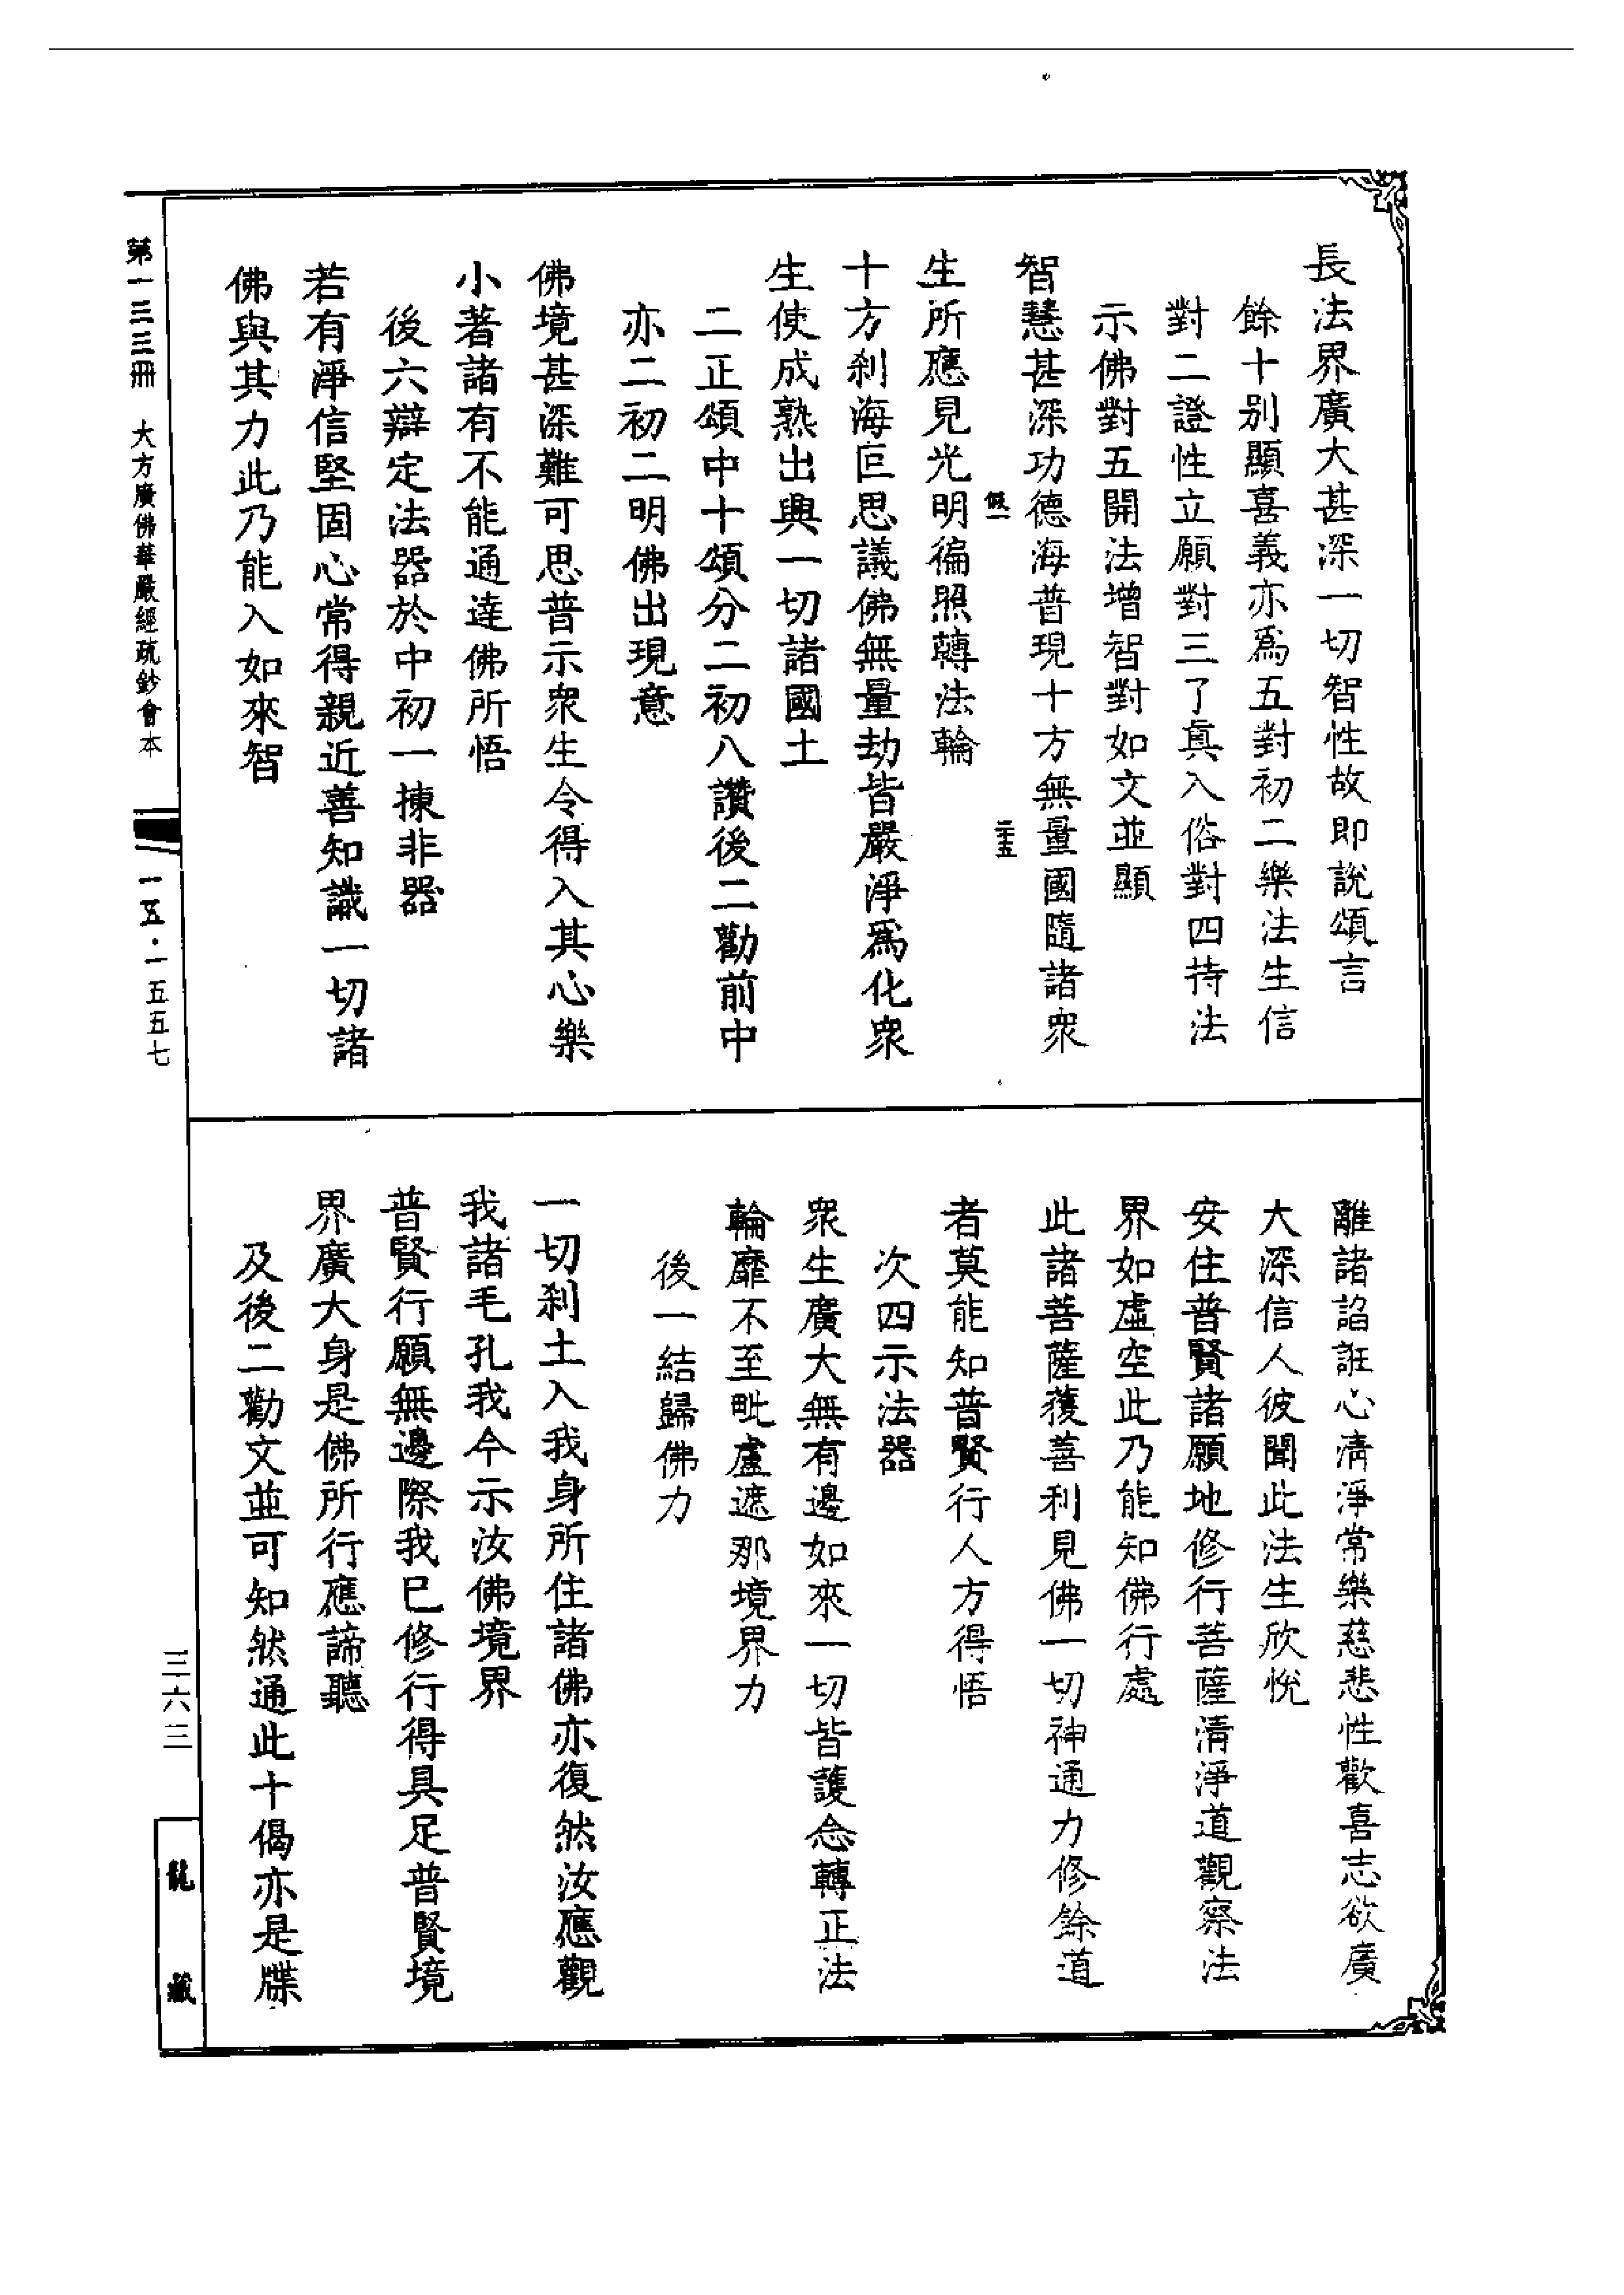 長法界廣大甚深一切智性故即說頌言
餘十別顯喜義亦爲五對初二樂法生信
對二證性立願對三了真入俗對四持法
示佛對五開法增智對如文並顯
智慧甚深功德海普現十方無量國隨諸衆
二十五
生所應見光明徧照轉法輪
十方刹海叵思議佛無量劫皆嚴淨爲化衆
生使成熟出興一切諸國土
二正頌中十頌分二初八讚後二勸前中
亦二初二明佛出現意
佛境甚深難可思普示衆生令得入其心樂
小著諸有不能通達佛所悟
後六辯定法器於中初一揀非器
若有淨信堅固心常得親近善知識一切諸
佛與其力此乃能入如來智
離諸諂誑心清淨常樂慈悲性歡喜志欲廣
大深信人彼聞此法生欣悅
安住普賢諸願地修行菩薩清淨道觀察法
界如虛空此乃能知佛行處
此諸菩薩獲善利見佛一切神通力修餘道
者莫能知普賢行人方得悟
次四示法器
衆生廣大無有邊如來一切皆護念轉正法
輪靡不至毗盧遮那境界力
後一結歸佛力
一切刹土入我身所住諸佛亦復然汝應觀
我諸毛孔我今示汝佛境界
普賢行願無邊際我已修行得具足普賢境
界廣大身是佛所行應諦聽
及後二勸文並可知然通此十偈亦是牒
第一三三冊 大方廣佛華嚴經疏鈔會本 一五·一五五七
三六三
龍藏